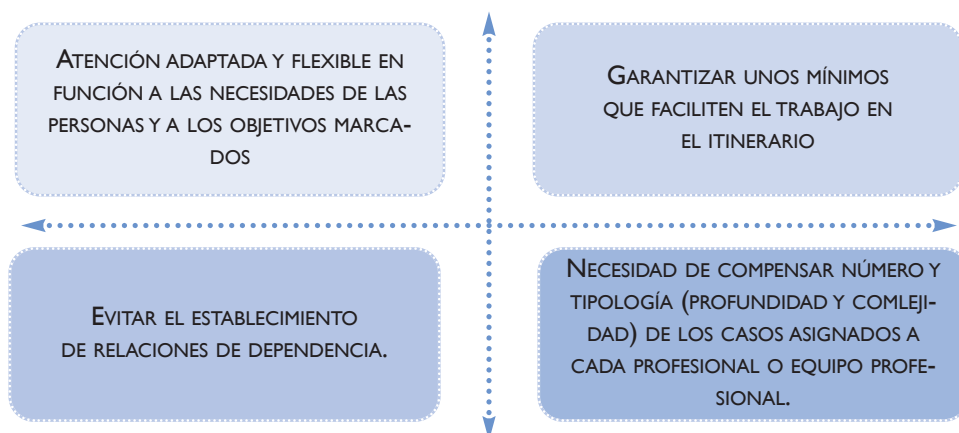 ATENCIÓN ADAPTADA Y FLEXIBLE EN
FUNCIÓN A LAS NECESIDADES DE LAS
PERSONAS Y A LOS OBJETIVOS MARCA-
DOS
GARANTIZAR UNOS MÍNIMOS
QUE FACILITEN EL TRABAJO EN
EL ITINERARIO
EVITAR EL ESTABLECIMIENTO
DE RELACIONES DE DEPENDENCIA.
NECESIDAD DE COMPENSAR NÚMERO Y
TIPOLOGÍA (PROFUNDIDAD Y COMLEJI-
DAD) DE LOS CASOS ASIGNADOS A
CADA PROFESIONAL O EQUIPO PROFE-
SIONAL.